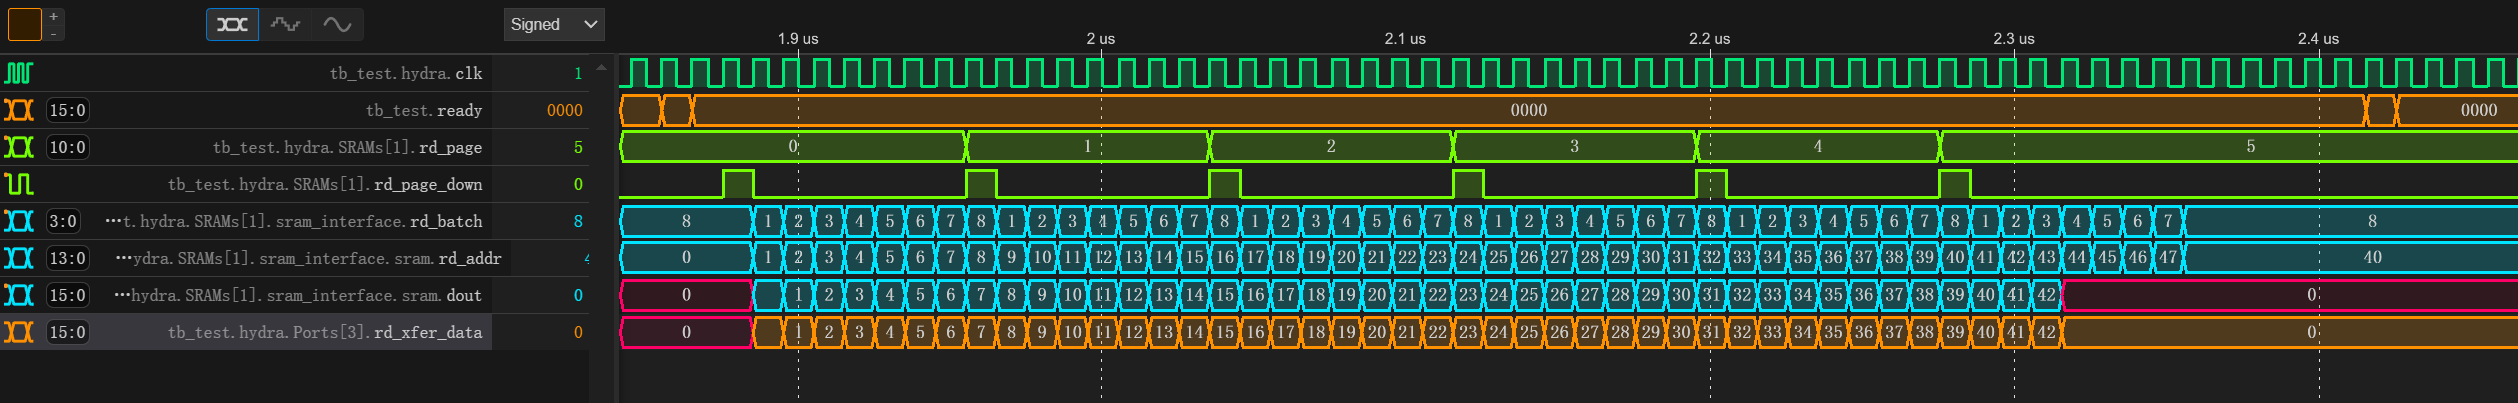 +
-
Signed
1.9 us 2 us 2.1 us 2.2 us 2.3 us 2.4 us
tb_test.hydra.clk 1
15:0 tb_test.ready 0000 0000 0000
10:0 tb_test.hydra.SRAMs[1].rd_page 5 0 1 2 3 4 5
tb_test.hydra.SRAMs[1].rd_page_down 0
3:0 ···t.hydra.SRAMs[1].sram_interface.rd_batch 8 8 1 2 3 4 5 6 7 8 1 2 3 4 5 6 7 8 1 2 3 4 5 6 7 8 1 2 3 4 5 6 7 8 1 2 3 4 5 6 7 8 1 2 3 4 5 6 7 8
13:0 ···ydra.SRAMs[1].sram_interface.sram.rd_addr 4 0 1 2 3 4 5 6 7 8 9 10 11 12 13 14 15 16 17 18 19 20 21 22 23 24 25 26 27 28 29 30 31 32 33 34 35 36 37 38 39 40 41 42 43 44 45 46 47 40
15:0 ···hydra.SRAMs[1].sram_interface.sram.dout 0 0 1 2 3 4 5 6 7 8 9 10 11 12 13 14 15 16 17 18 19 20 21 22 23 24 25 26 27 28 29 30 31 32 33 34 35 36 37 38 39 40 41 42 0
15:0 tb_test.hydra.Ports[3].rd_xfer_data 0 0 1 2 3 4 5 6 7 8 9 10 11 12 13 14 15 16 17 18 19 20 21 22 23 24 25 26 27 28 29 30 31 32 33 34 35 36 37 38 39 40 41 42 0